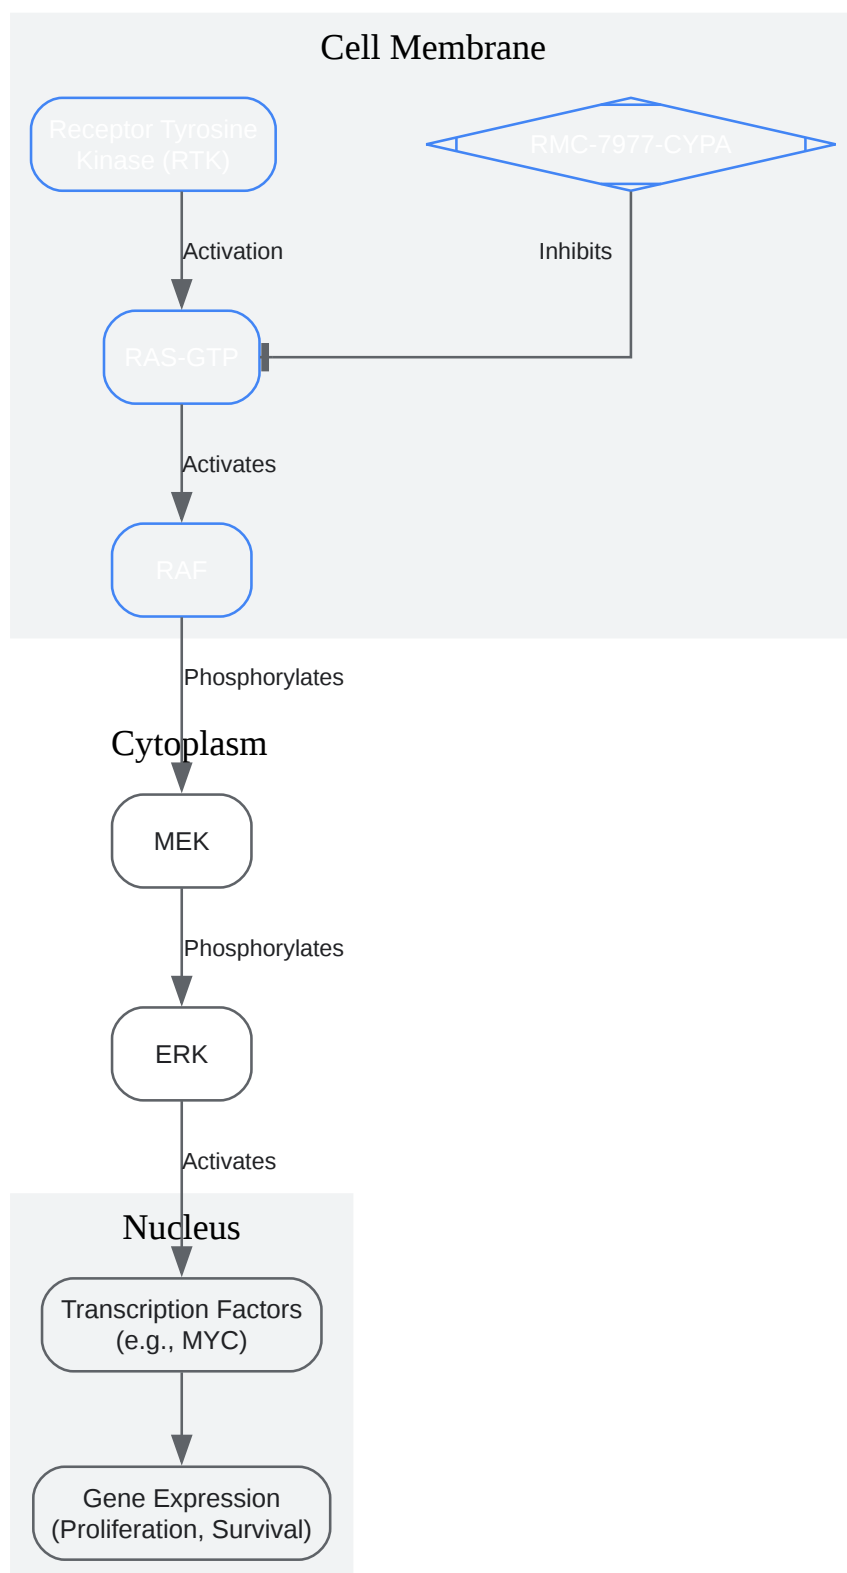 Cell Membrane
Receptor Tyrosine
Kinase (RTK)
RMC-7977-CYPA
Activation
Inhibits
RAS-GTP
Activates
RAF
Phosphorylates
Cytoplasm
MEK
Phosphorylates
ERK
Activates
Nucleus
Transcription Factors
(e.g., MYC)
Gene Expression
(Proliferation, Survival)